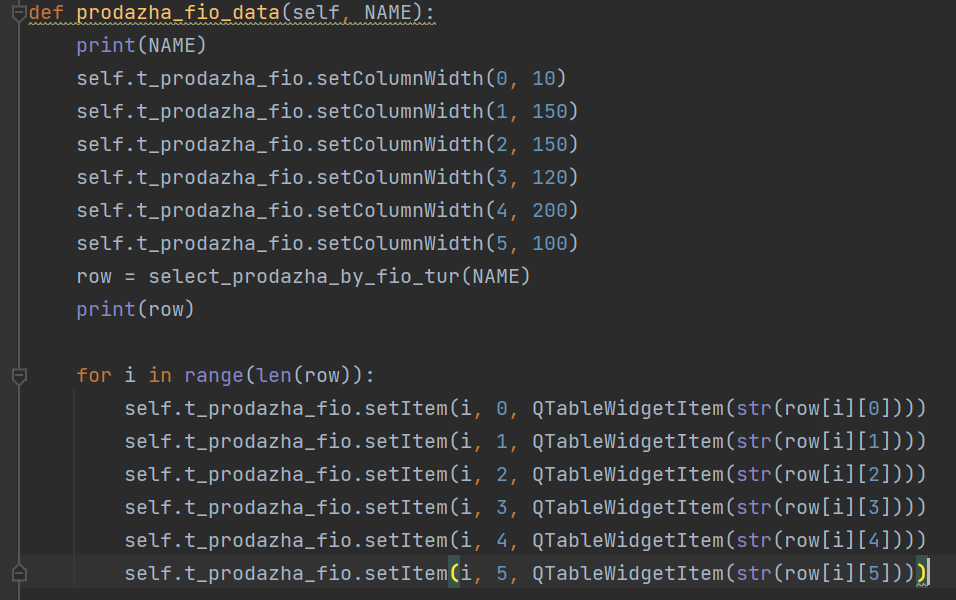 def prodazha_fio_data(self, NAME):
    print(NAME)
    self.t_prodazha_fio.setColumnWidth(0, 10)
    self.t_prodazha_fio.setColumnWidth(1, 150)
    self.t_prodazha_fio.setColumnWidth(2, 150)
    self.t_prodazha_fio.setColumnWidth(3, 120)
    self.t_prodazha_fio.setColumnWidth(4, 200)
    self.t_prodazha_fio.setColumnWidth(5, 100)
    row = select_prodazha_by_fio_tur(NAME)
    print(row)

    for i in range(len(row)):
        self.t_prodazha_fio.setItem(i, 0, QTableWidgetItem(str(row[i][0])))
        self.t_prodazha_fio.setItem(i, 1, QTableWidgetItem(str(row[i][1])))
        self.t_prodazha_fio.setItem(i, 2, QTableWidgetItem(str(row[i][2])))
        self.t_prodazha_fio.setItem(i, 3, QTableWidgetItem(str(row[i][3])))
        self.t_prodazha_fio.setItem(i, 4, QTableWidgetItem(str(row[i][4])))
        self.t_prodazha_fio.setItem(i, 5, QTableWidgetItem(str(row[i][5])))